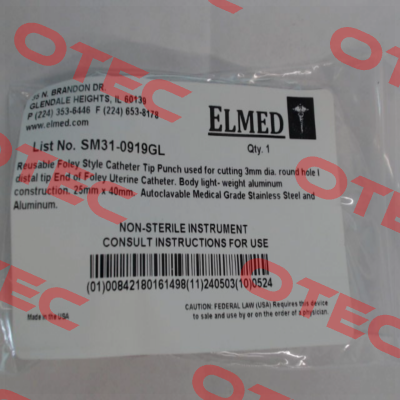 N. BRANDON DR.
GLENDALE HEIGHTS, IL 60139
P (224) 353-6446 F (224) 653-8178
www.elmed.com
ELMED
List No. SM31-0919GL
Qty. 1
Reusable Foley Style Catheter Tip Punch used for cutting 3mm dia. round hole I
distal tip End of Foley Uterine Catheter. Body light- weight aluminum
construction. 25mm x 40mm. Autoclavable Medical Grade Stainless Steel and
Aluminum.
NON-STERILE INSTRUMENT
CONSULT INSTRUCTIONS FOR USE
(01)00842180161498(11)240503(10)0524
CAUTION: FEDERAL LAW (USA) Requires this device
to sale and use by or on the order of a physician.
Made in the USA
OTEC
OTEC
OTEC
OTEC
OTEC